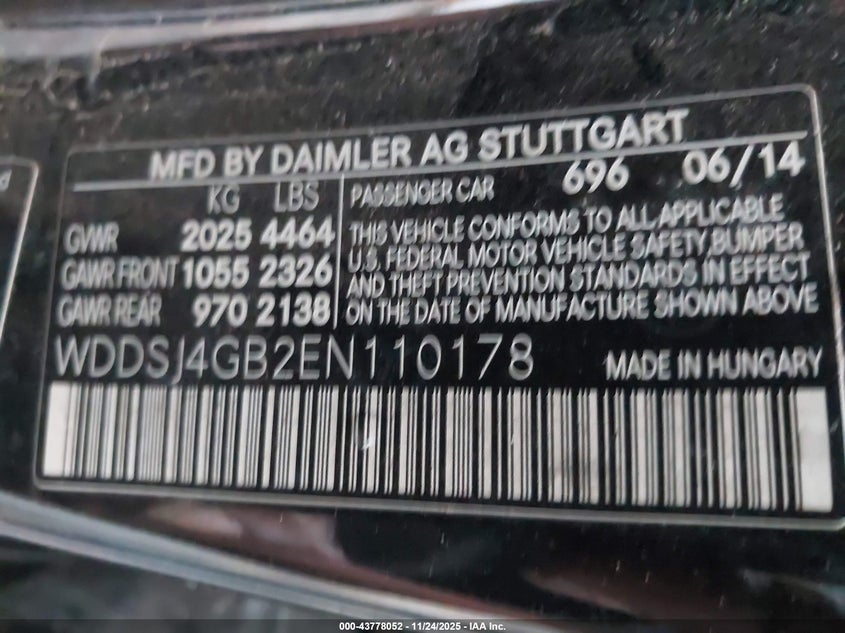 MFD BY DAIMLER AG STUTTGART
KG LBS
GVWR 2025 4464
GAWR FRONT 1055 2326
GAWR REAR 970 2138
PASSENGER CAR 696 06/14
THIS VEHICLE CONFORMS TO ALL APPLICABLE
U.S. FEDERAL MOTOR VEHICLE SAFETY, BUMPER
AND THEFT PREVENTION STANDARDS IN EFFECT
ON THE DATE OF MANUFACTURE SHOWN ABOVE
WDDSJ4GB2EN110178 MADE IN HUNGARY
000-43778052 - 11/24/2025 - IAA Inc.